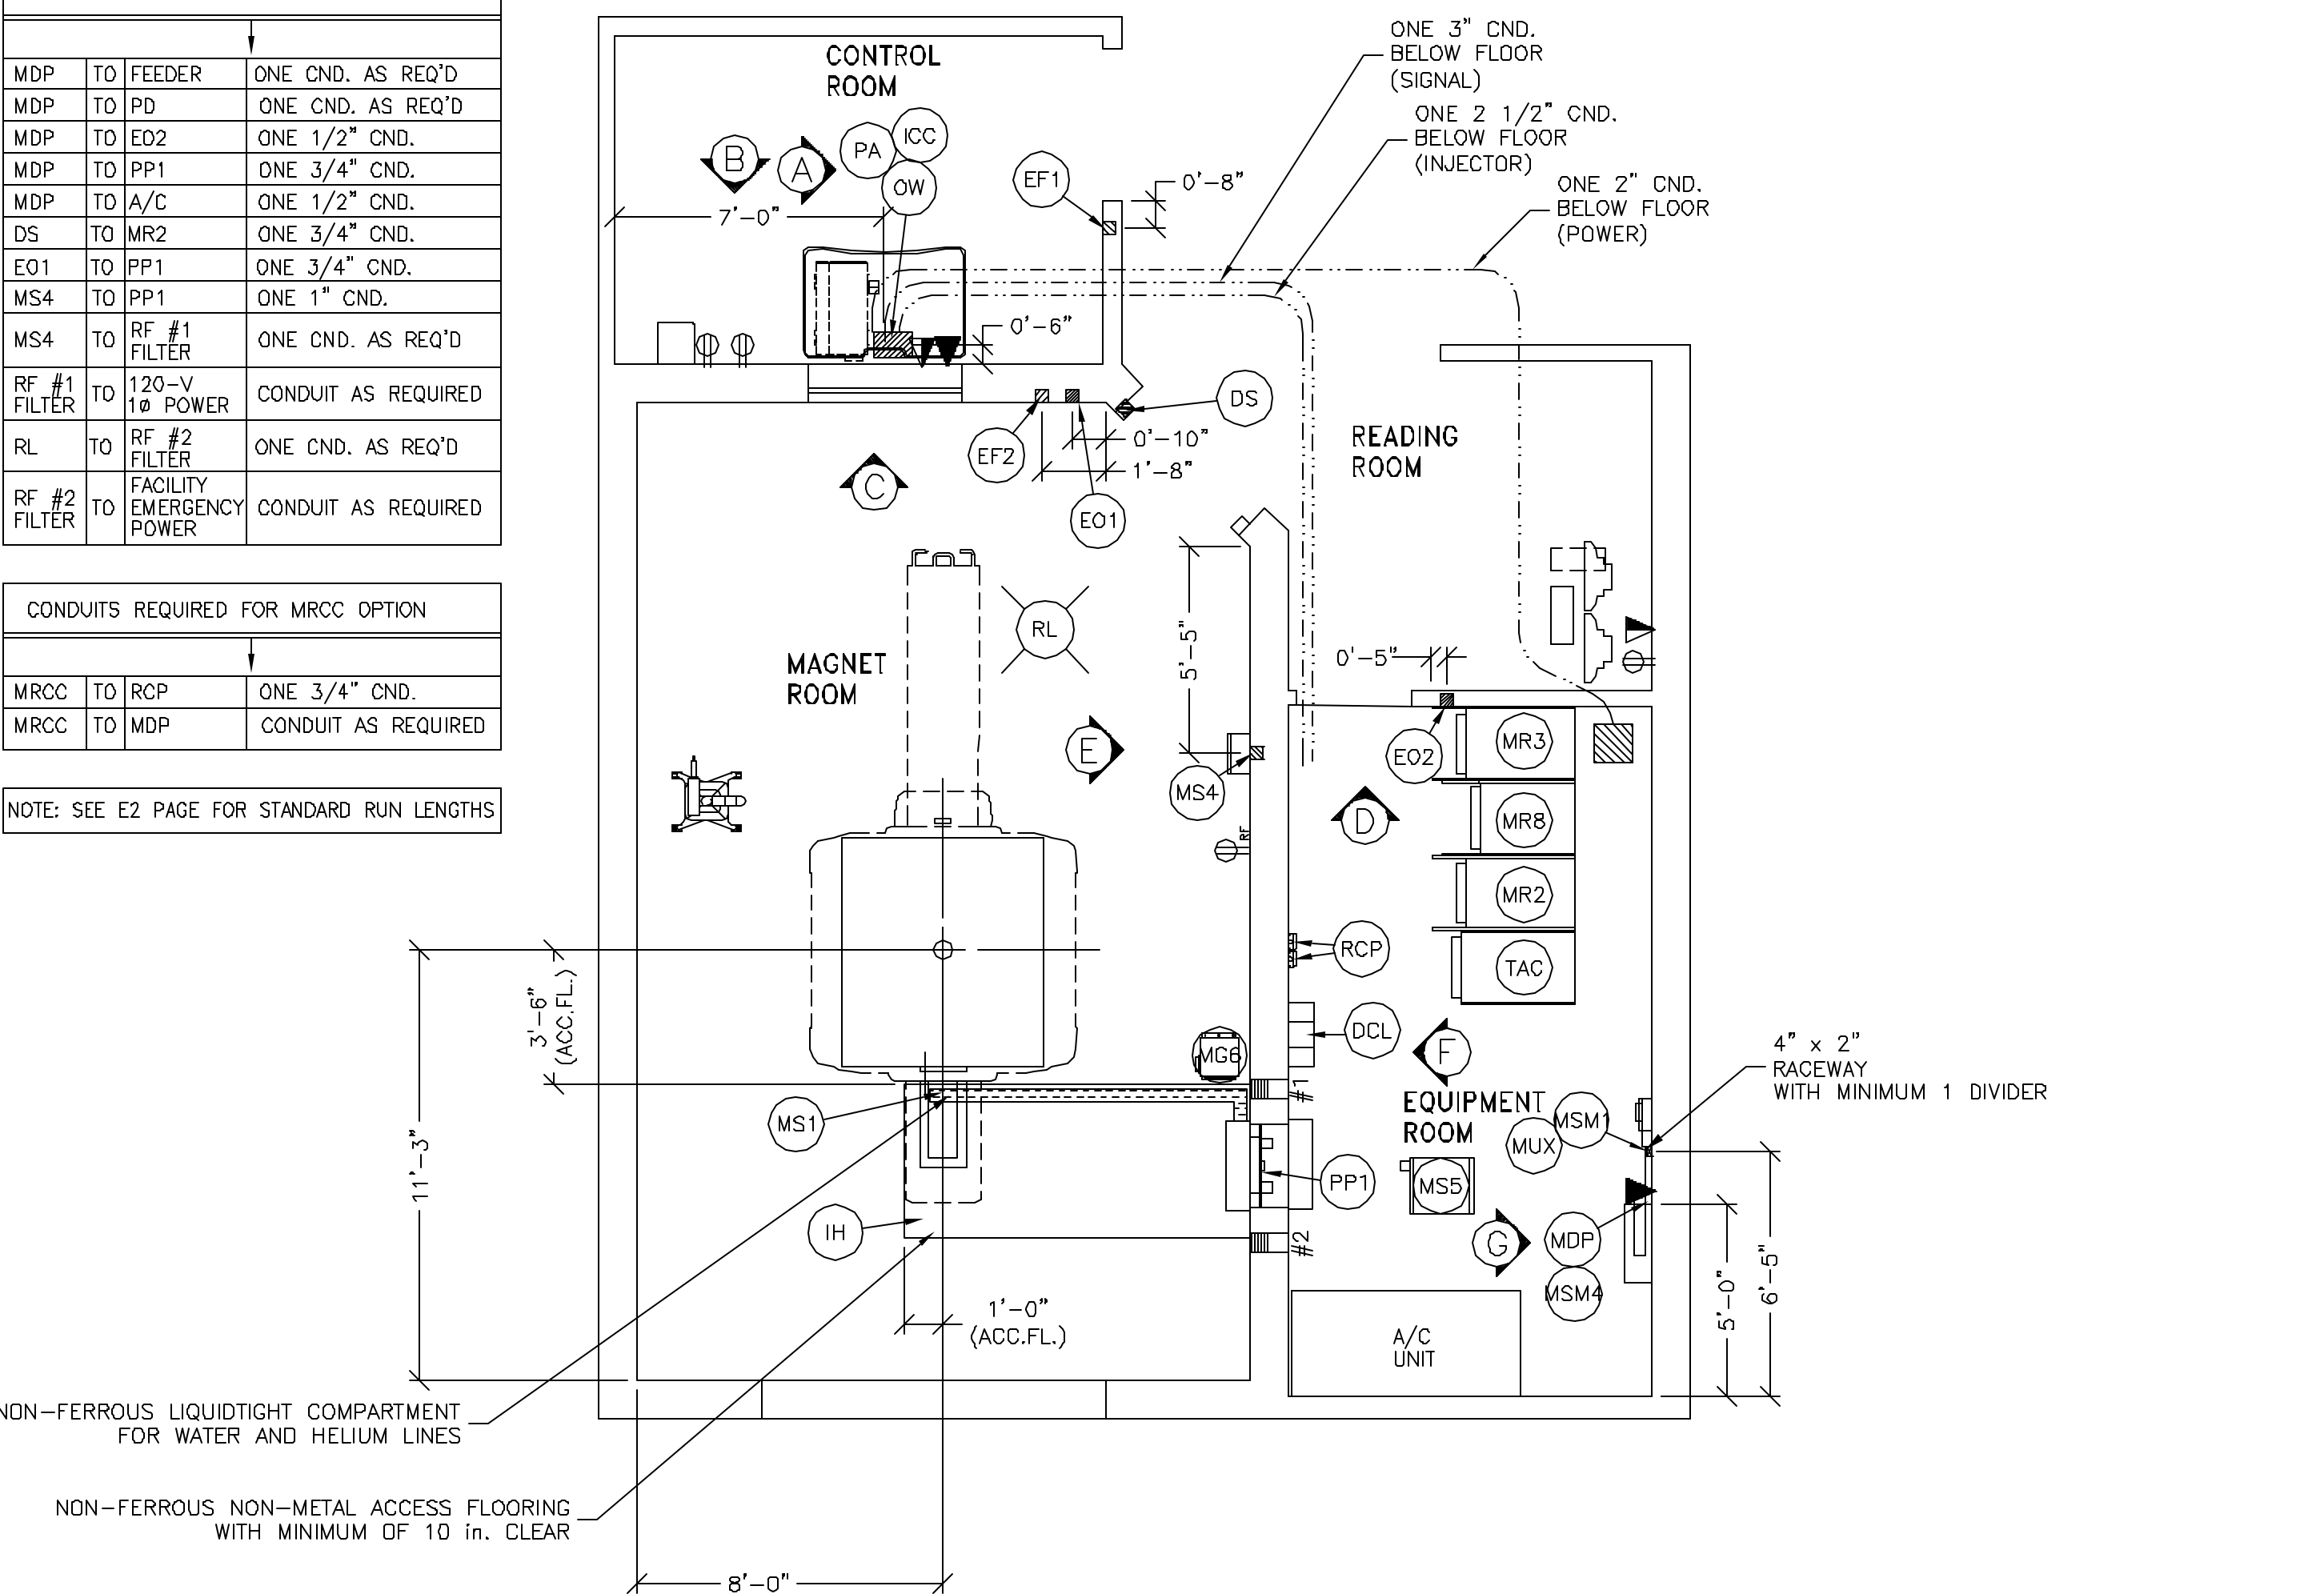 MDP TO FEEDER ONE CND. AS REQ'D
MDP TO PD ONE CND. AS REQ'D
MDP TO EO2 ONE 1/2" CND.
MDP TO PP1 ONE 3/4" CND.
MDP TO A/C ONE 1/2" CND.
DS TO MR2 ONE 3/4" CND.
EO1 TO PP1 ONE 3/4" CND.
MS4 TO PP1 ONE 1" CND.
MS4 TO RF #1 FILTER ONE CND. AS REQ'D
RF #1 FILTER TO 120-V 1ø POWER CONDUIT AS REQUIRED
RL TO RF #2 FILTER ONE CND. AS REQ'D
RF #2 FILTER TO FACILITY EMERGENCY POWER CONDUIT AS REQUIRED
CONDUITS REQUIRED FOR MRCC OPTION
MRCC TO RCP ONE 3/4" CND.
MRCC TO MDP CONDUIT AS REQUIRED
NOTE: SEE E2 PAGE FOR STANDARD RUN LENGTHS
CONTROL
ROOM
B
A
PA
ICC
OW
7'-0"
EF1
0'-8"
0'-6"
ONE 3" CND.
BELOW FLOOR
(SIGNAL)
ONE 2 1/2" CND.
BELOW FLOOR
(INJECTOR)
ONE 2" CND.
BELOW FLOOR
(POWER)
DS
0'-10"
1'-8"
EF2
EO1
C
READING
ROOM
RL
MAGNET
ROOM
5'-5"
0'-5"
E
MS4
EO2
D
RF
MR3
MR8
MR2
TAC
RCP
DCL
F
MG6
#1
3'-6"
(ACC.FL.)
11'-3"
MS1
EQUIPMENT
ROOM
MSM1
MUX
4" x 2"
RACEWAY
WITH MINIMUM 1 DIVIDER
PP1
MS5
IH
#2
G
MDP
MSM4
5'-0"
6'-5"
1'-0"
(ACC.FL.)
A/C
UNIT
NON-FERROUS LIQUIDTIGHT COMPARTMENT
FOR WATER AND HELIUM LINES
NON-FERROUS NON-METAL ACCESS FLOORING
WITH MINIMUM OF 10 in. CLEAR
8'-0"